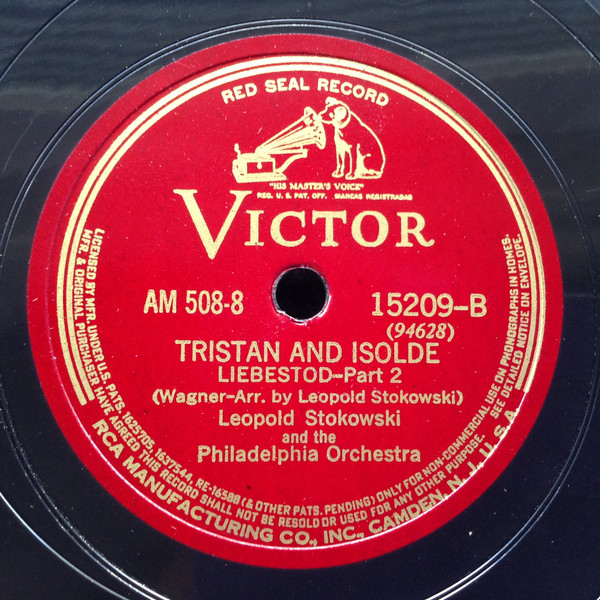 RED SEAL RECORD
"HIS MASTER'S VOICE"
REG. U. S. PAT. OFF. MARCAS REGISTRADAS
VICTOR
AM 508-8
15209-B
(94628)
TRISTAN AND ISOLDE
LIEBESTOD-Part 2
(Wagner-Arr. by Leopold Stokowski)
Leopold Stokowski
and the
Philadelphia Orchestra
LICENSED BY MFR. UNDER U.S. PATS. 1625705, 1637544, RE-16588 (& OTHER PATS. PENDING) ONLY FOR NON-COMMERCIAL USE ON PHONOGRAPHS IN HOMES.
MFR. & ORIGINAL PURCHASER HAVE AGREED THIS RECORD SHALL NOT BE RESOLD OR USED FOR ANY OTHER PURPOSE. SEE DETAILED NOTICE ON ENVELOPE.
RCA MANUFACTURING CO., INC., CAMDEN, N. J., U. S. A.